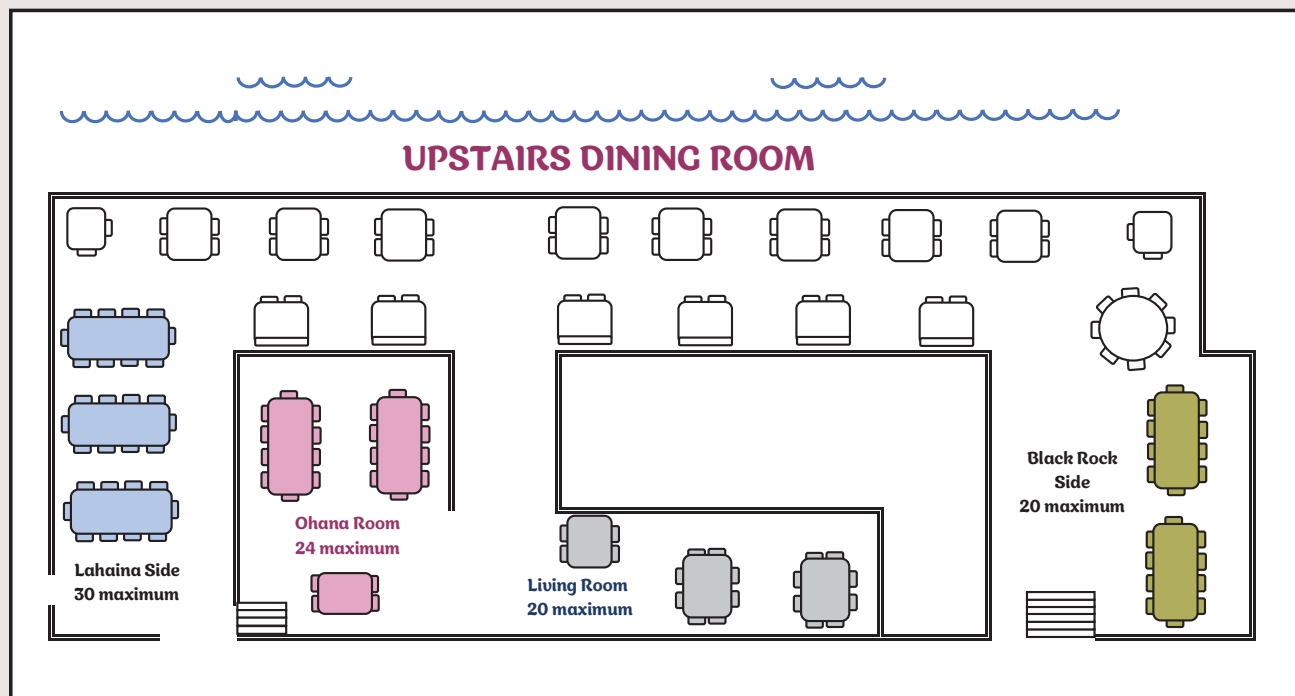 UPSTAIRS DINING ROOM
Black Rock
Side
20 maximum
Ohana Room
24 maximum
Lahaina Side
30 maximum
Living Room
20 maximum